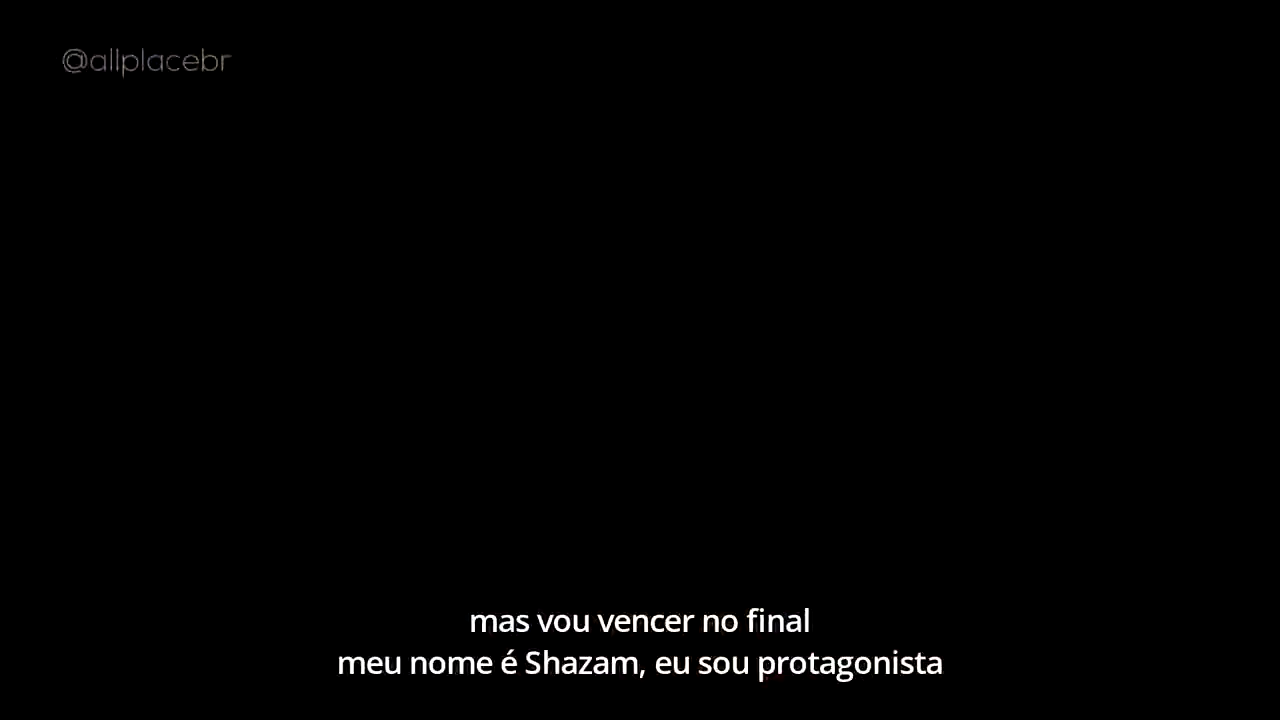 @allplacebr
mas vou vencer no final
meu nome é Shazam, eu sou protagonista